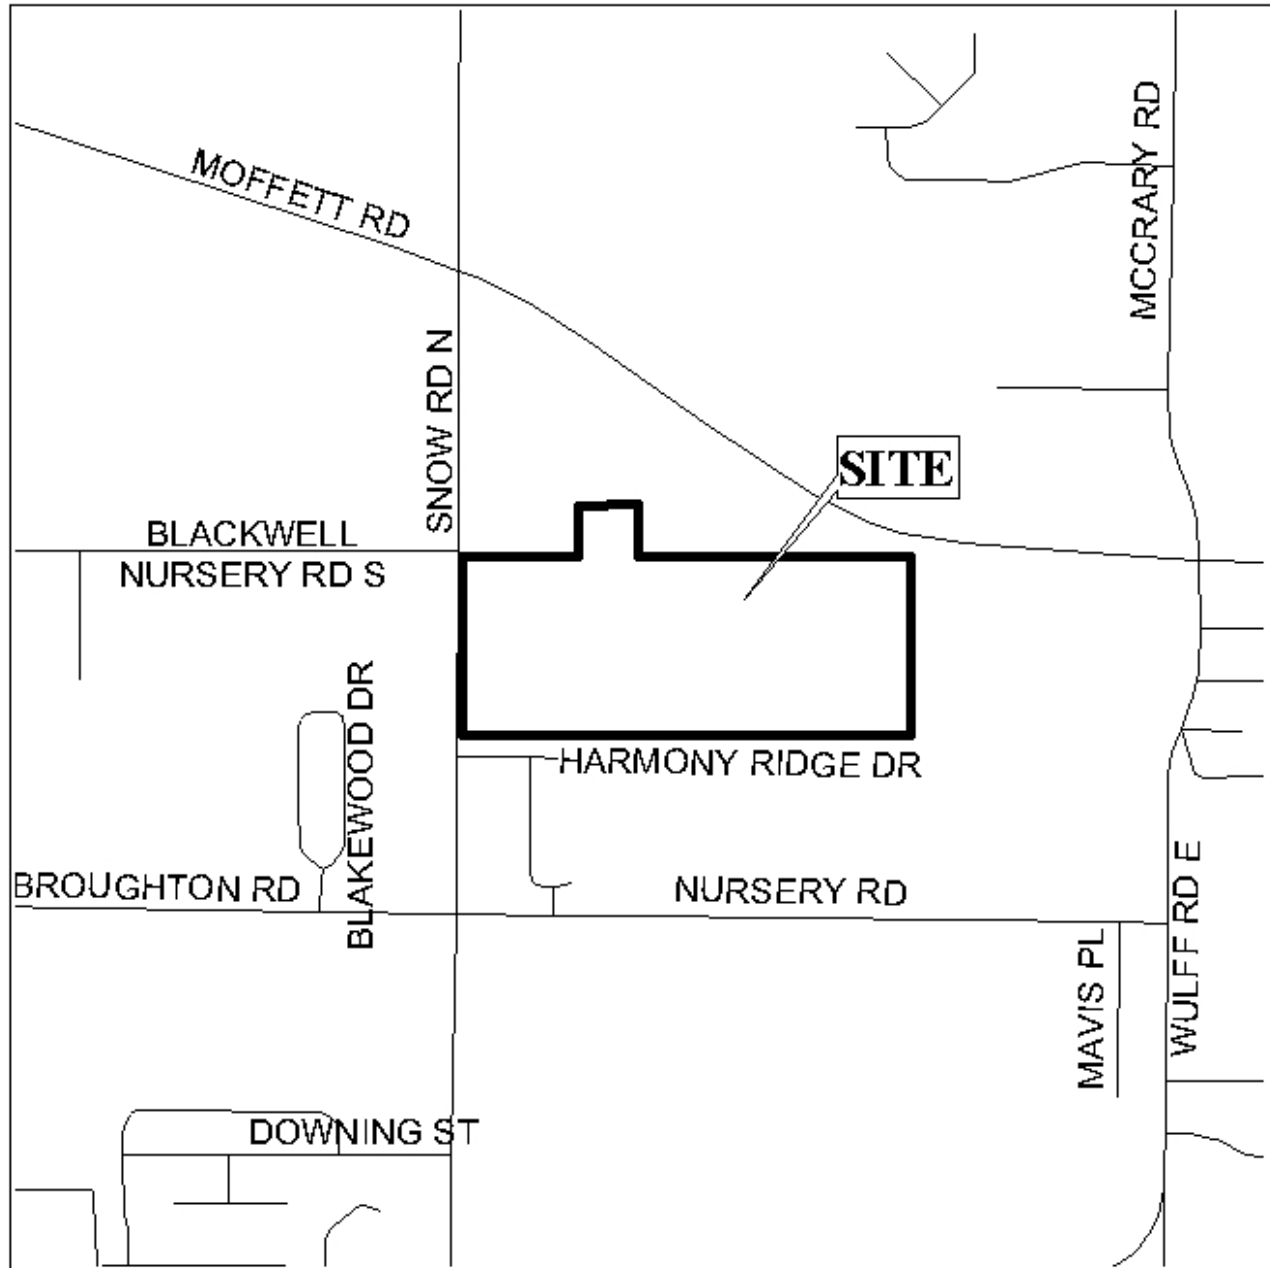 MOFFETT RD
MCCRARY RD
SNOW RD N
SITE
BLACKWELL
NURSERY RD S
BLAKEWOOD DR
HARMONY RIDGE DR
BROUGHTON RD
NURSERY RD
WULFF RD E
MAVIS PL
DOWNING ST